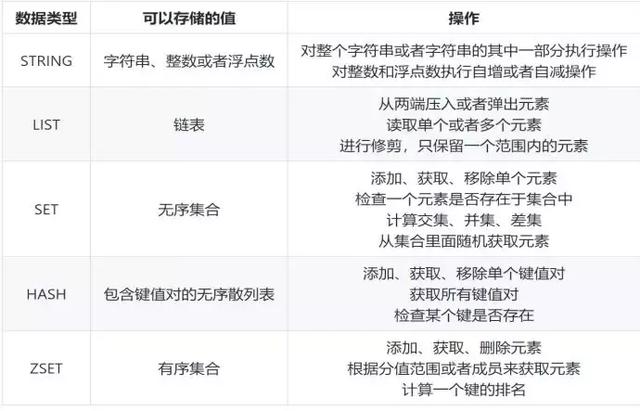 数据类型 可以存储的值 操作
STRING 字符串、整数或者浮点数 对整个字符串或者字符串的其中一部分执行操作
对整数和浮点数执行自增或者自减操作
LIST 链表 从两端压入或者弹出元素
读取单个或者多个元素
进行修剪，只保留一个范围内的元素
SET 无序集合 添加、获取、移除单个元素
检查一个元素是否存在于集合中
计算交集、并集、差集
从集合里面随机获取元素
HASH 包含键值对的无序散列表 添加、获取、移除单个键值对
获取所有键值对
检查某个键是否存在
ZSET 有序集合 添加、获取、删除元素
根据分值范围或者成员来获取元素
计算一个键的排名